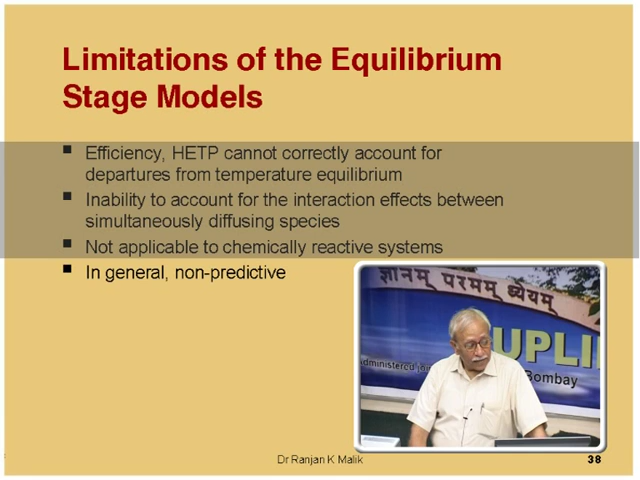 Limitations of the Equilibrium
Stage Models
▪ Efficiency, HETP cannot correctly account for
departures from temperature equilibrium
▪ Inability to account for the interaction effects between
simultaneously diffusing species
▪ Not applicable to chemically reactive systems
▪ In general, non-predictive
ज्ञानम् परमम् ध्येयम्
UPLI
administered
Bombay
Dr Ranjan K Malik
38